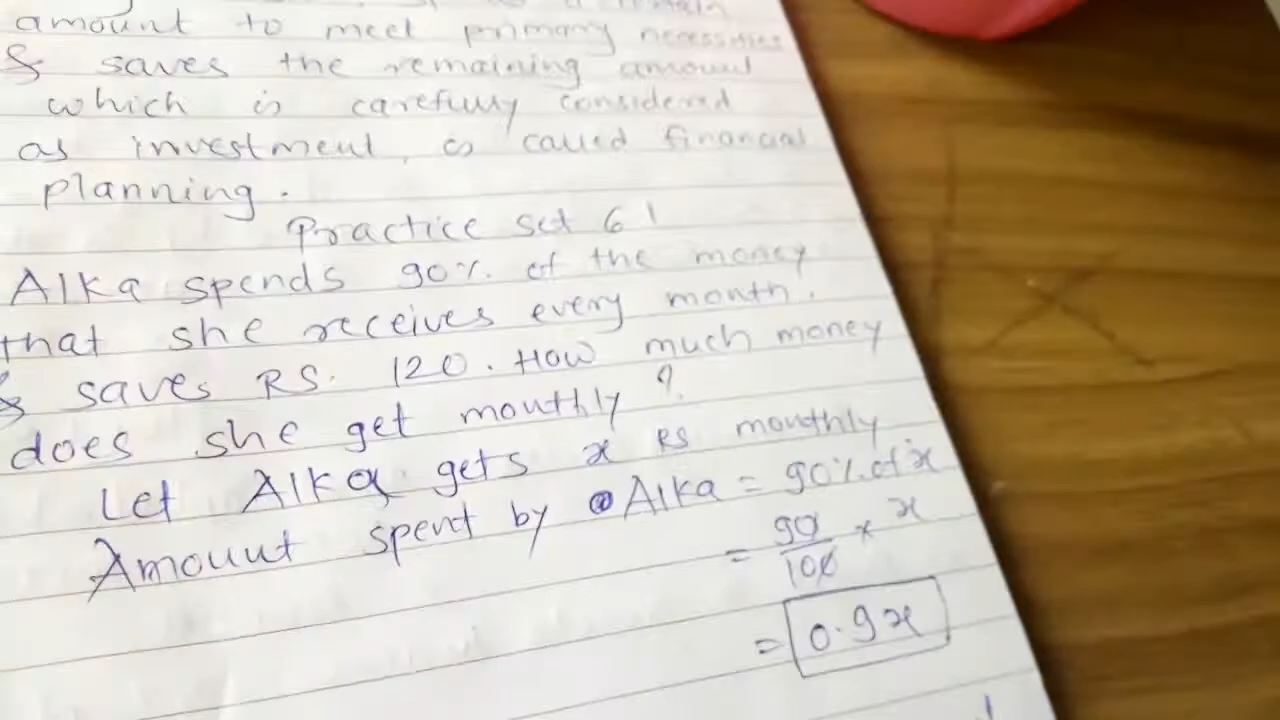 amount to meet primary necessities
& saves the remaining amount
which is carefully considered
as investment, is called financial
planning.
Practice set 6.1
Alka spends 90% of the money
that she receives every month.
& saves RS. 120. How much money
does she get monthly?
Let Alka gets x RS monthly
Amount spent by Alka = 90% of x
= 90/100 × x
= 0.9x